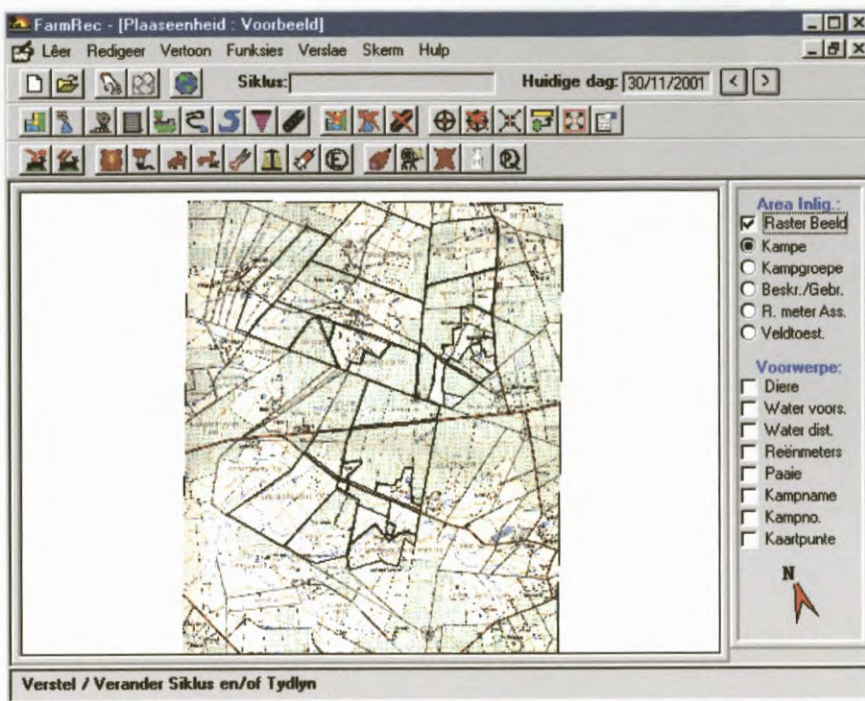 FarmRec - [Plaaseenheid : Voorbeeld]
Lêer Redigeer Vertoon Funksies Verslae Skerm Hulp
Siklus: Huidige dag: 30/11/2001 < >
Area Inlig.:
Raster Beeld
Kampe
Kampgroepe
Beskr./Gebr.
R. meter Ass.
Veldtoest.
Voorwerpe:
Diere
Water voors.
Water dist.
Reënmeters
Paaie
Kampname
Kampno.
Kaartpunte
N
Verstel / Verander Siklus en/of Tydlyn